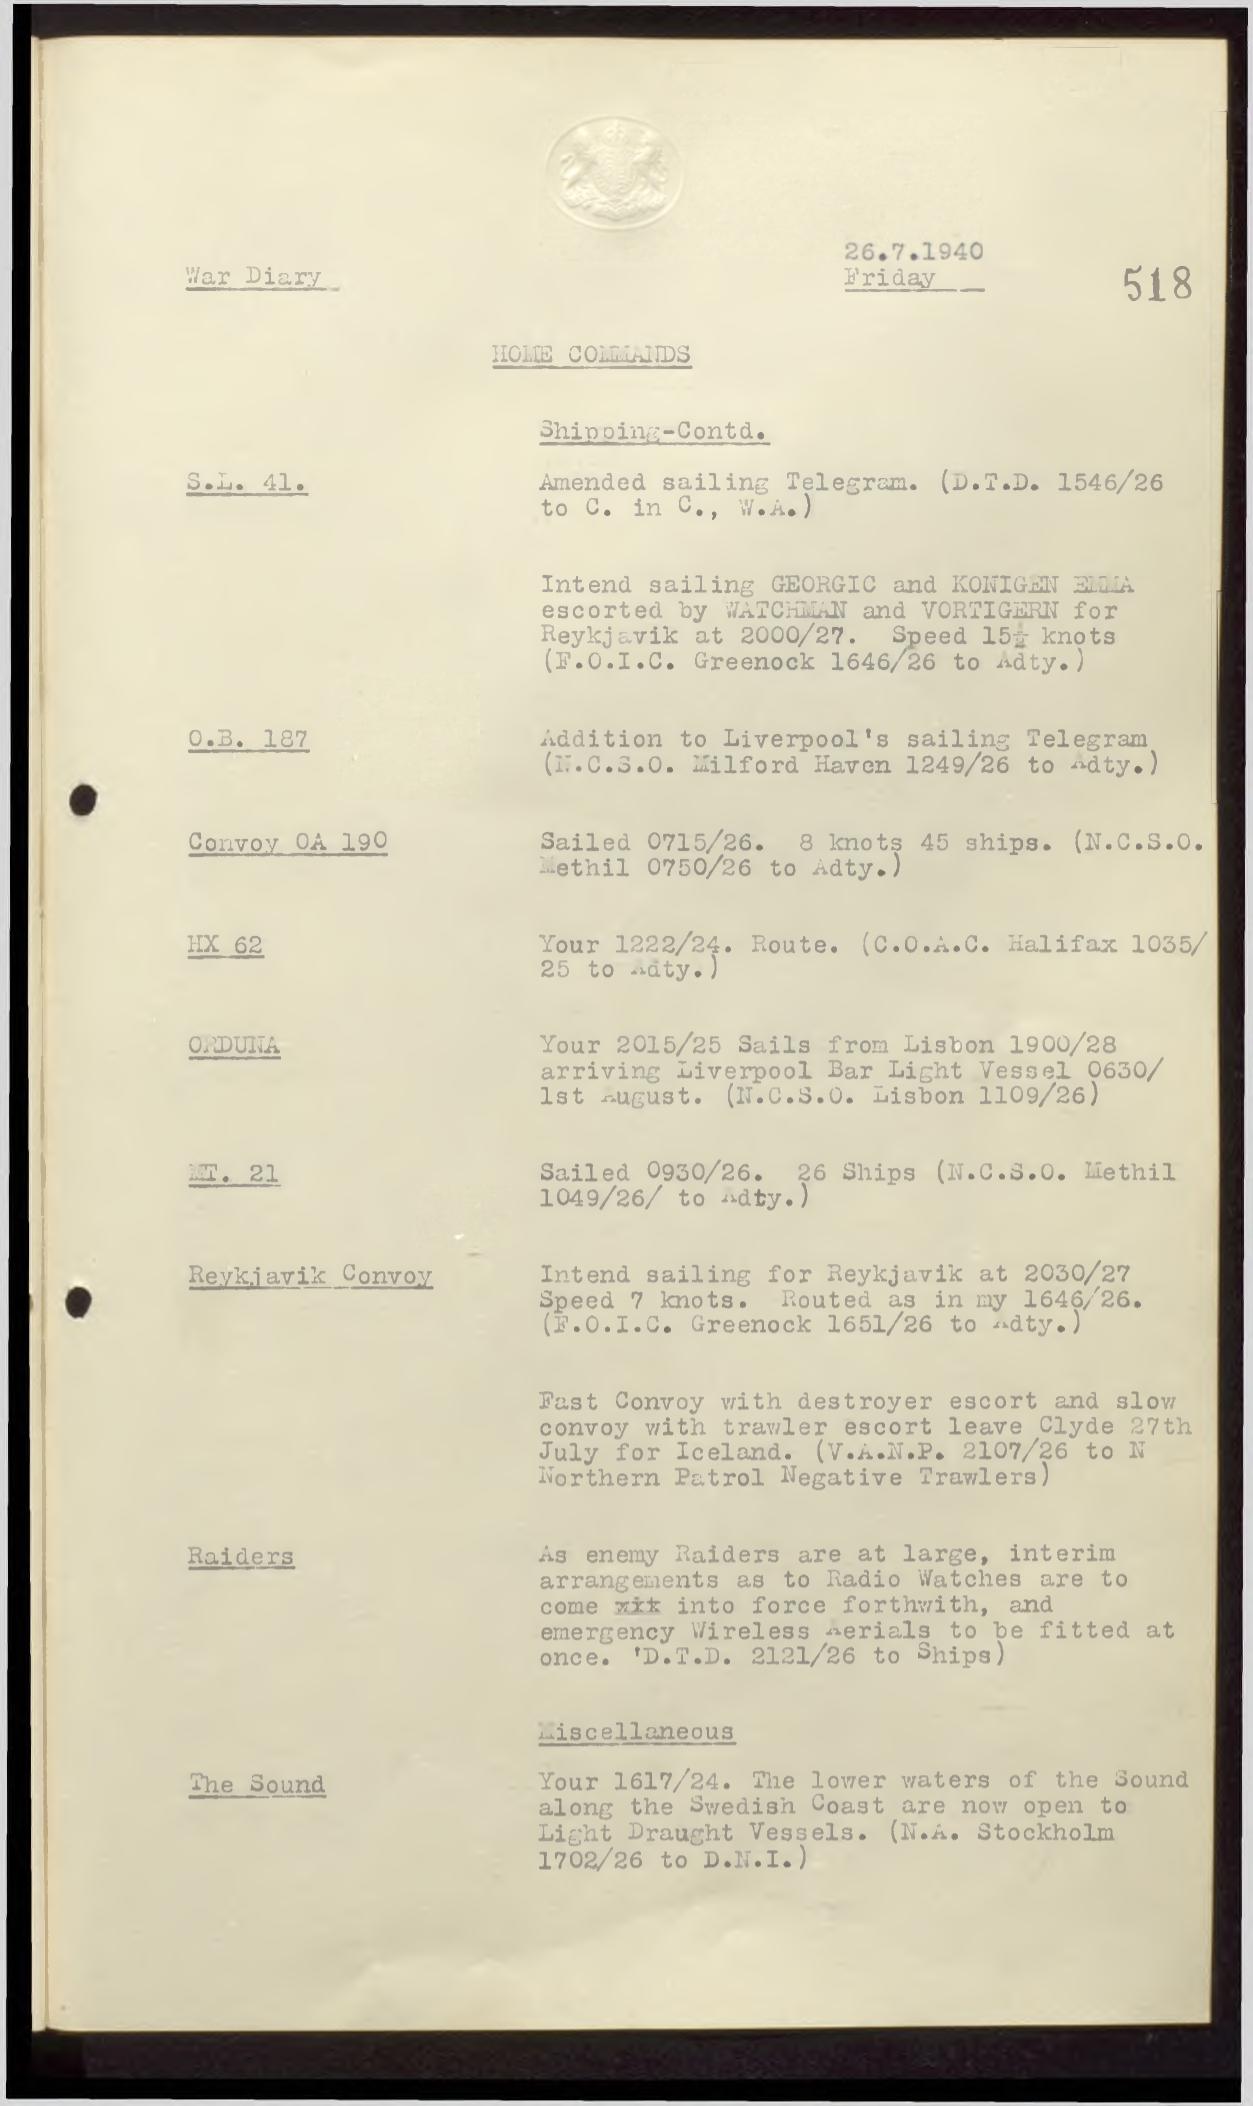 26.7.1940
War Diary
Friday
518
HOME COMMANDS
Shipping-Contd.
S.L. 41.
Amended sailing Telegram. (D.T.D. 1546/26
to C. in C., W.A.)
Intend sailing GEORGIC and KONIGEN EMMA
escorted by WATCHMAN and VORTIGERN for
Reykjavik at 2000/27. Speed 15½ knots
(F.O.I.C. Greenock 1646/26 to Adty.)
O.B. 187
Addition to Liverpool's sailing Telegram
(N.C.S.O. Milford Haven 1249/26 to Adty.)
Convoy OA 190
Sailed 0715/26. 8 knots 45 ships. (N.C.S.O.
Methil 0750/26 to Adty.)
HX 62
Your 1222/24. Route. (C.O.A.C. Halifax 1035/
25 to Adty.)
ORDUNA
Your 2015/25 Sails from Lisbon 1900/28
arriving Liverpool Bar Light Vessel 0630/
1st August. (N.C.S.O. Lisbon 1109/26)
MT. 21
Sailed 0930/26. 26 Ships (N.C.S.O. Methil
1049/26/ to Adty.)
Reykjavik Convoy
Intend sailing for Reykjavik at 2030/27
Speed 7 knots. Routed as in my 1646/26.
(F.O.I.C. Greenock 1651/26 to Adty.)
Fast Convoy with destroyer escort and slow
convoy with trawler escort leave Clyde 27th
July for Iceland. (V.A.N.P. 2107/26 to N
Northern Patrol Negative Trawlers)
Raiders
As enemy Raiders are at large, interim
arrangements as to Radio Watches are to
come xit into force forthwith, and
emergency Wireless Aerials to be fitted at
once. 'D.T.D. 2121/26 to Ships)
Miscellaneous
The Sound
Your 1617/24. The lower waters of the Sound
along the Swedish Coast are now open to
Light Draught Vessels. (N.A. Stockholm
1702/26 to D.N.I.)